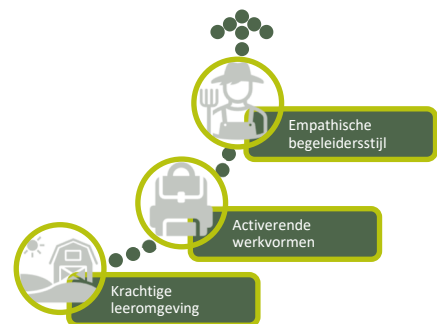 Empathische
begeleidersstijl
Activerende
werkvormen
Krachtige
leeromgeving